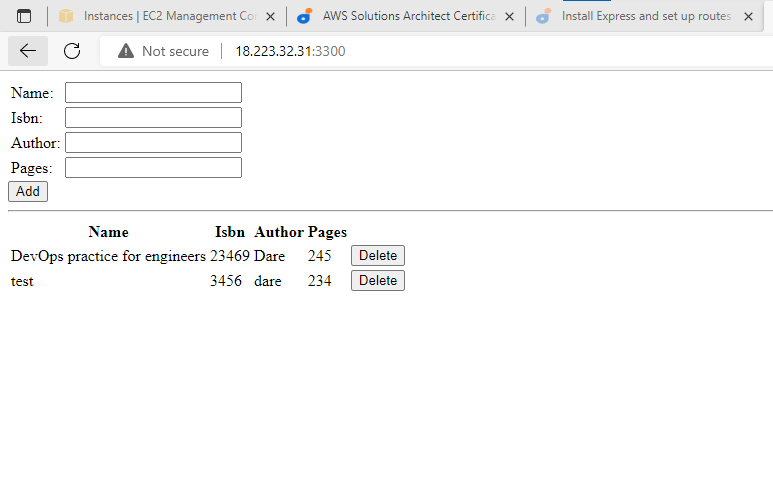 Instances | EC2 Management Co
AWS Solutions Architect Certifica
Install Express and set up routes
Not secure | 18.223.32.31:3300
Name:
Isbn:
Author:
Pages:
Add
Name Isbn Author Pages
DevOps practice for engineers 23469 Dare 245 Delete
test 3456 dare 234 Delete